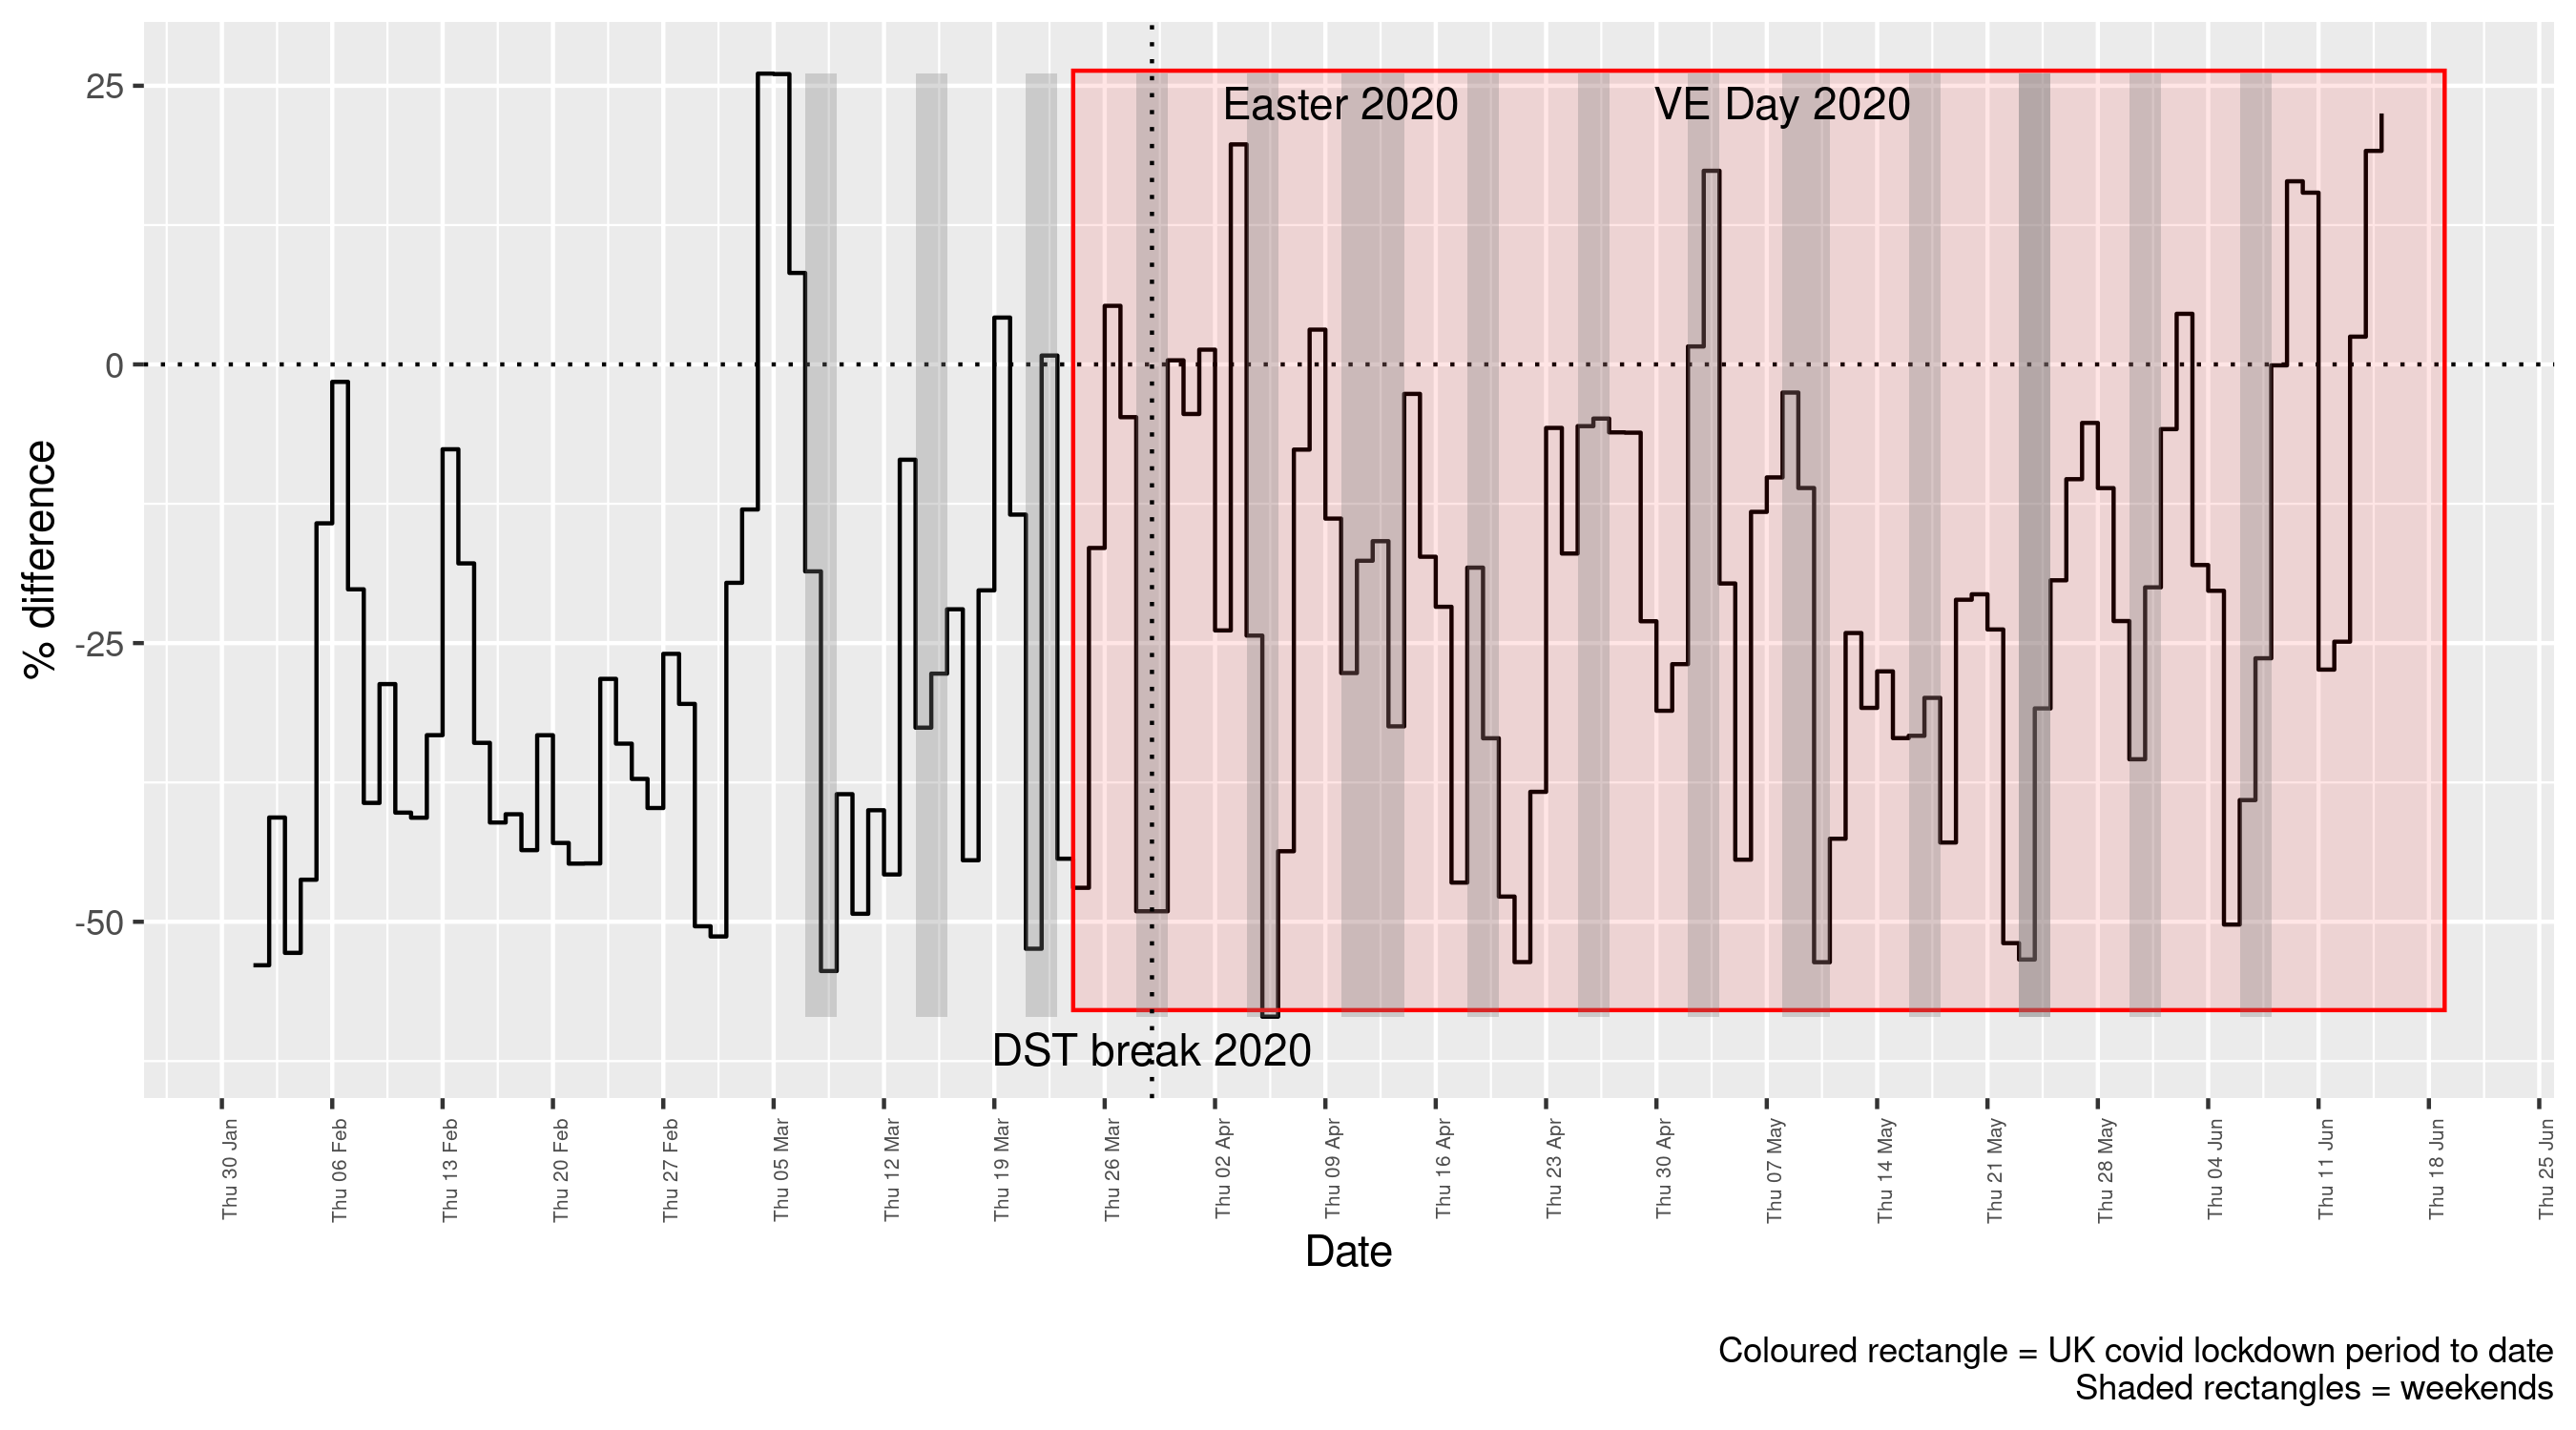 % difference
25
0
-25
-50
Easter 2020
VE Day 2020
DST break 2020
Thu 30 Jan
Thu 06 Feb
Thu 13 Feb
Thu 20 Feb
Thu 27 Feb
Thu 05 Mar
Thu 12 Mar
Thu 19 Mar
Thu 26 Mar
Thu 02 Apr
Thu 09 Apr
Thu 16 Apr
Thu 23 Apr
Thu 30 Apr
Thu 07 May
Thu 14 May
Thu 21 May
Thu 28 May
Thu 04 Jun
Thu 11 Jun
Thu 18 Jun
Thu 25 Jun
Date
Coloured rectangle = UK covid lockdown period to date
Shaded rectangles = weekends